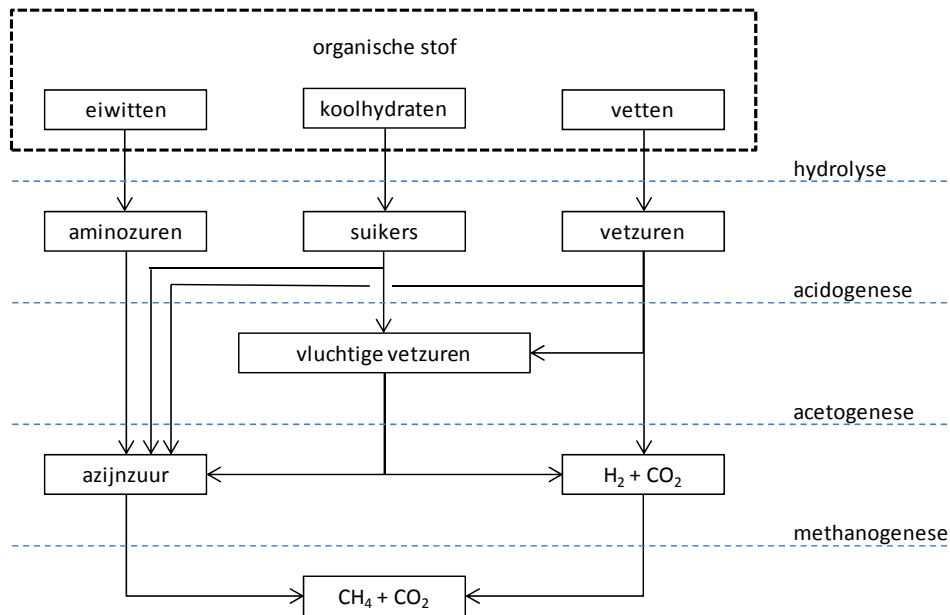 organische stof
eiwitten
koolhydraten
vetten
hydrolyse
aminozuren
suikers
vetzuren
acidogenese
vluchtige vetzuren
acetogenese
azijnzuur
H₂ + CO₂
methanogenese
CH₄ + CO₂